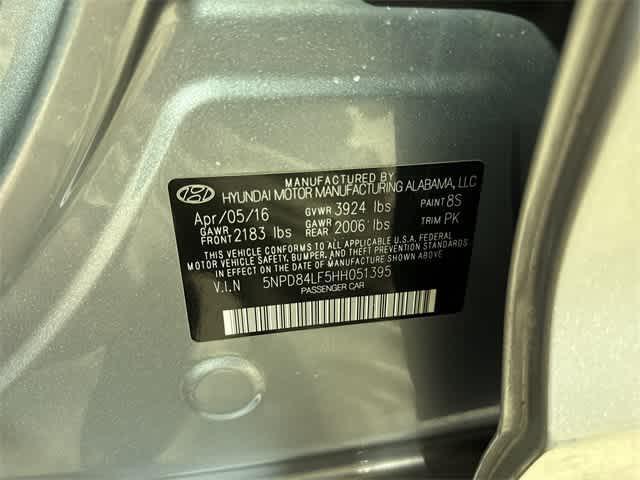 MANUFACTURED BY
HYUNDAI MOTOR MANUFACTURING ALABAMA, LLC
Apr/05/16 GVWR 3924 lbs PAINT 8S
GAWR FRONT 2183 lbs GAWR REAR 2006 lbs TRIM PK
THIS VEHICLE CONFORMS TO ALL APPLICABLE U.S.A. FEDERAL
MOTOR VEHICLE SAFETY, BUMPER, AND THEFT PREVENTION STANDARDS
IN EFFECT ON THE DATE OF MANUFACTURE SHOWN ABOVE.
V.I.N 5NPD84LF5HH051395
PASSENGER CAR